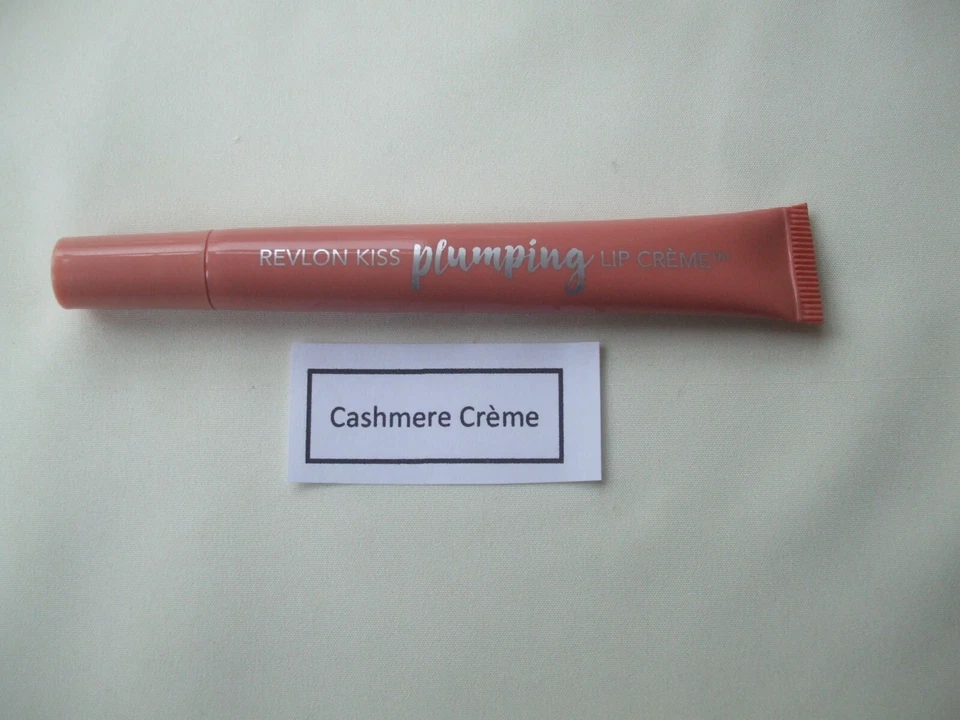 REVLON KISS plumping LIP CRÈME™
Cashmere Crème